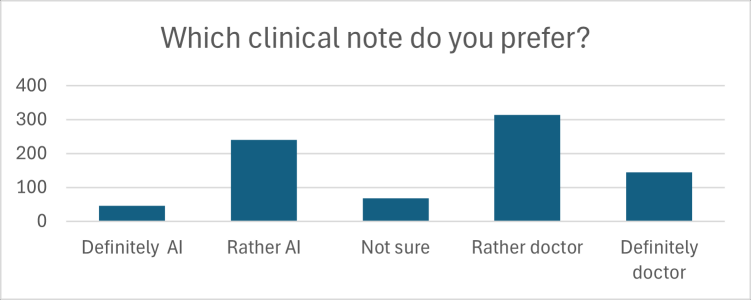 Which clinical note do you prefer?
400
300
200
100
0
Definitely AI
Rather AI
Not sure
Rather doctor
Definitely
doctor